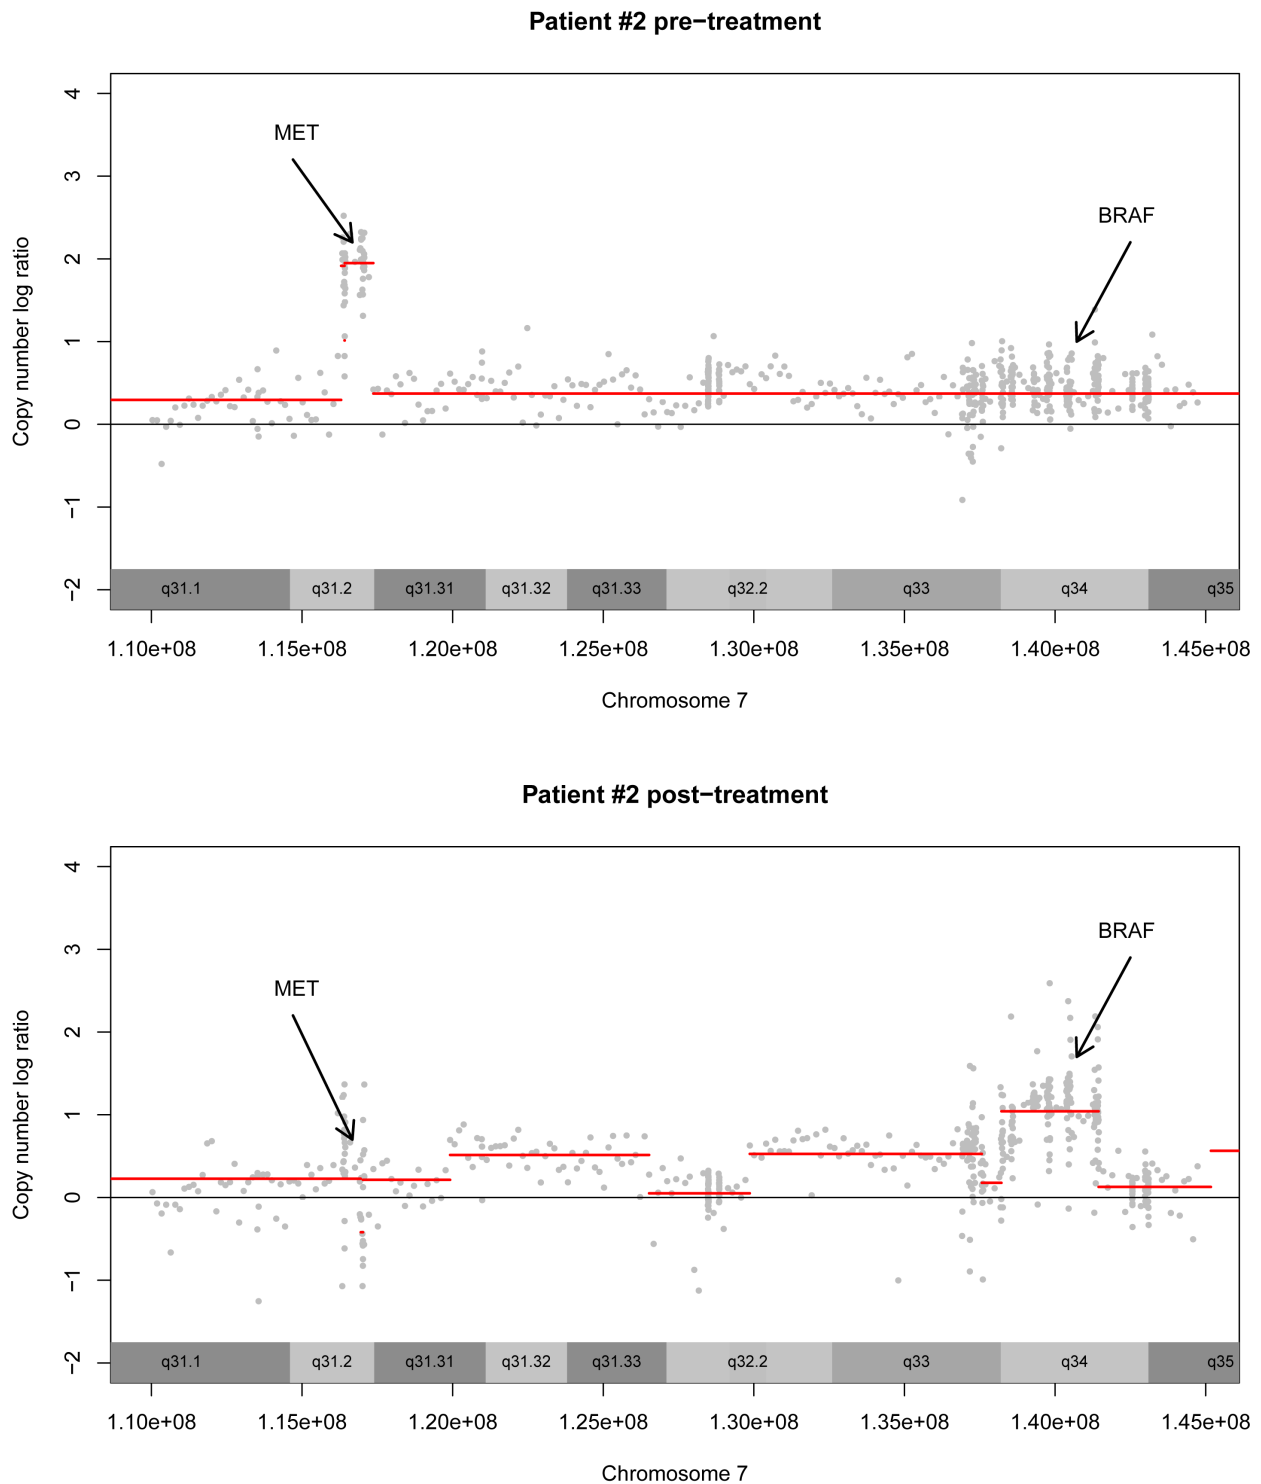 Patient #2 pre−treatment
4
MET
3
BRAF
2
Copy number log ratio
1
0
−1
−2
q31.1 q31.2 q31.31 q31.32 q31.33 q32.2 q33 q34 q35
1.10e+08 1.15e+08 1.20e+08 1.25e+08 1.30e+08 1.35e+08 1.40e+08 1.45e+08
Chromosome 7
Patient #2 post−treatment
4
BRAF
3
MET
2
Copy number log ratio
1
0
−1
−2
q31.1 q31.2 q31.31 q31.32 q31.33 q32.2 q33 q34 q35
1.10e+08 1.15e+08 1.20e+08 1.25e+08 1.30e+08 1.35e+08 1.40e+08 1.45e+08
Chromosome 7